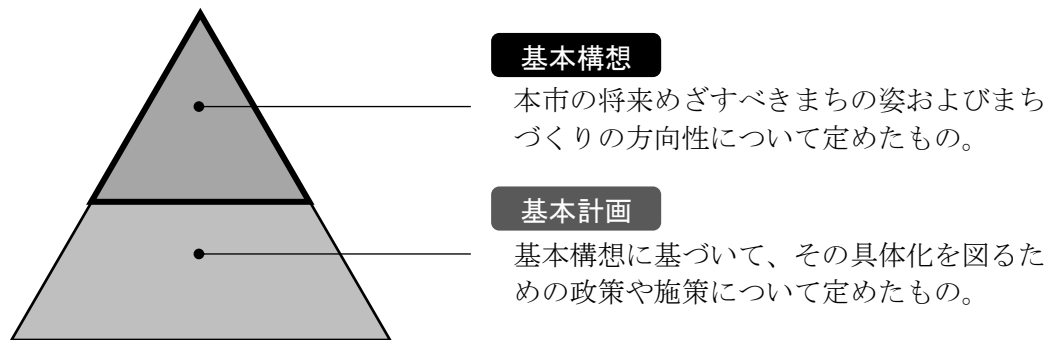 基本構想
本市の将来めざすべきまちの姿およびまち
づくりの方向性について定めたもの。
基本計画
基本構想に基づいて、その具体化を図るた
めの政策や施策について定めたもの。